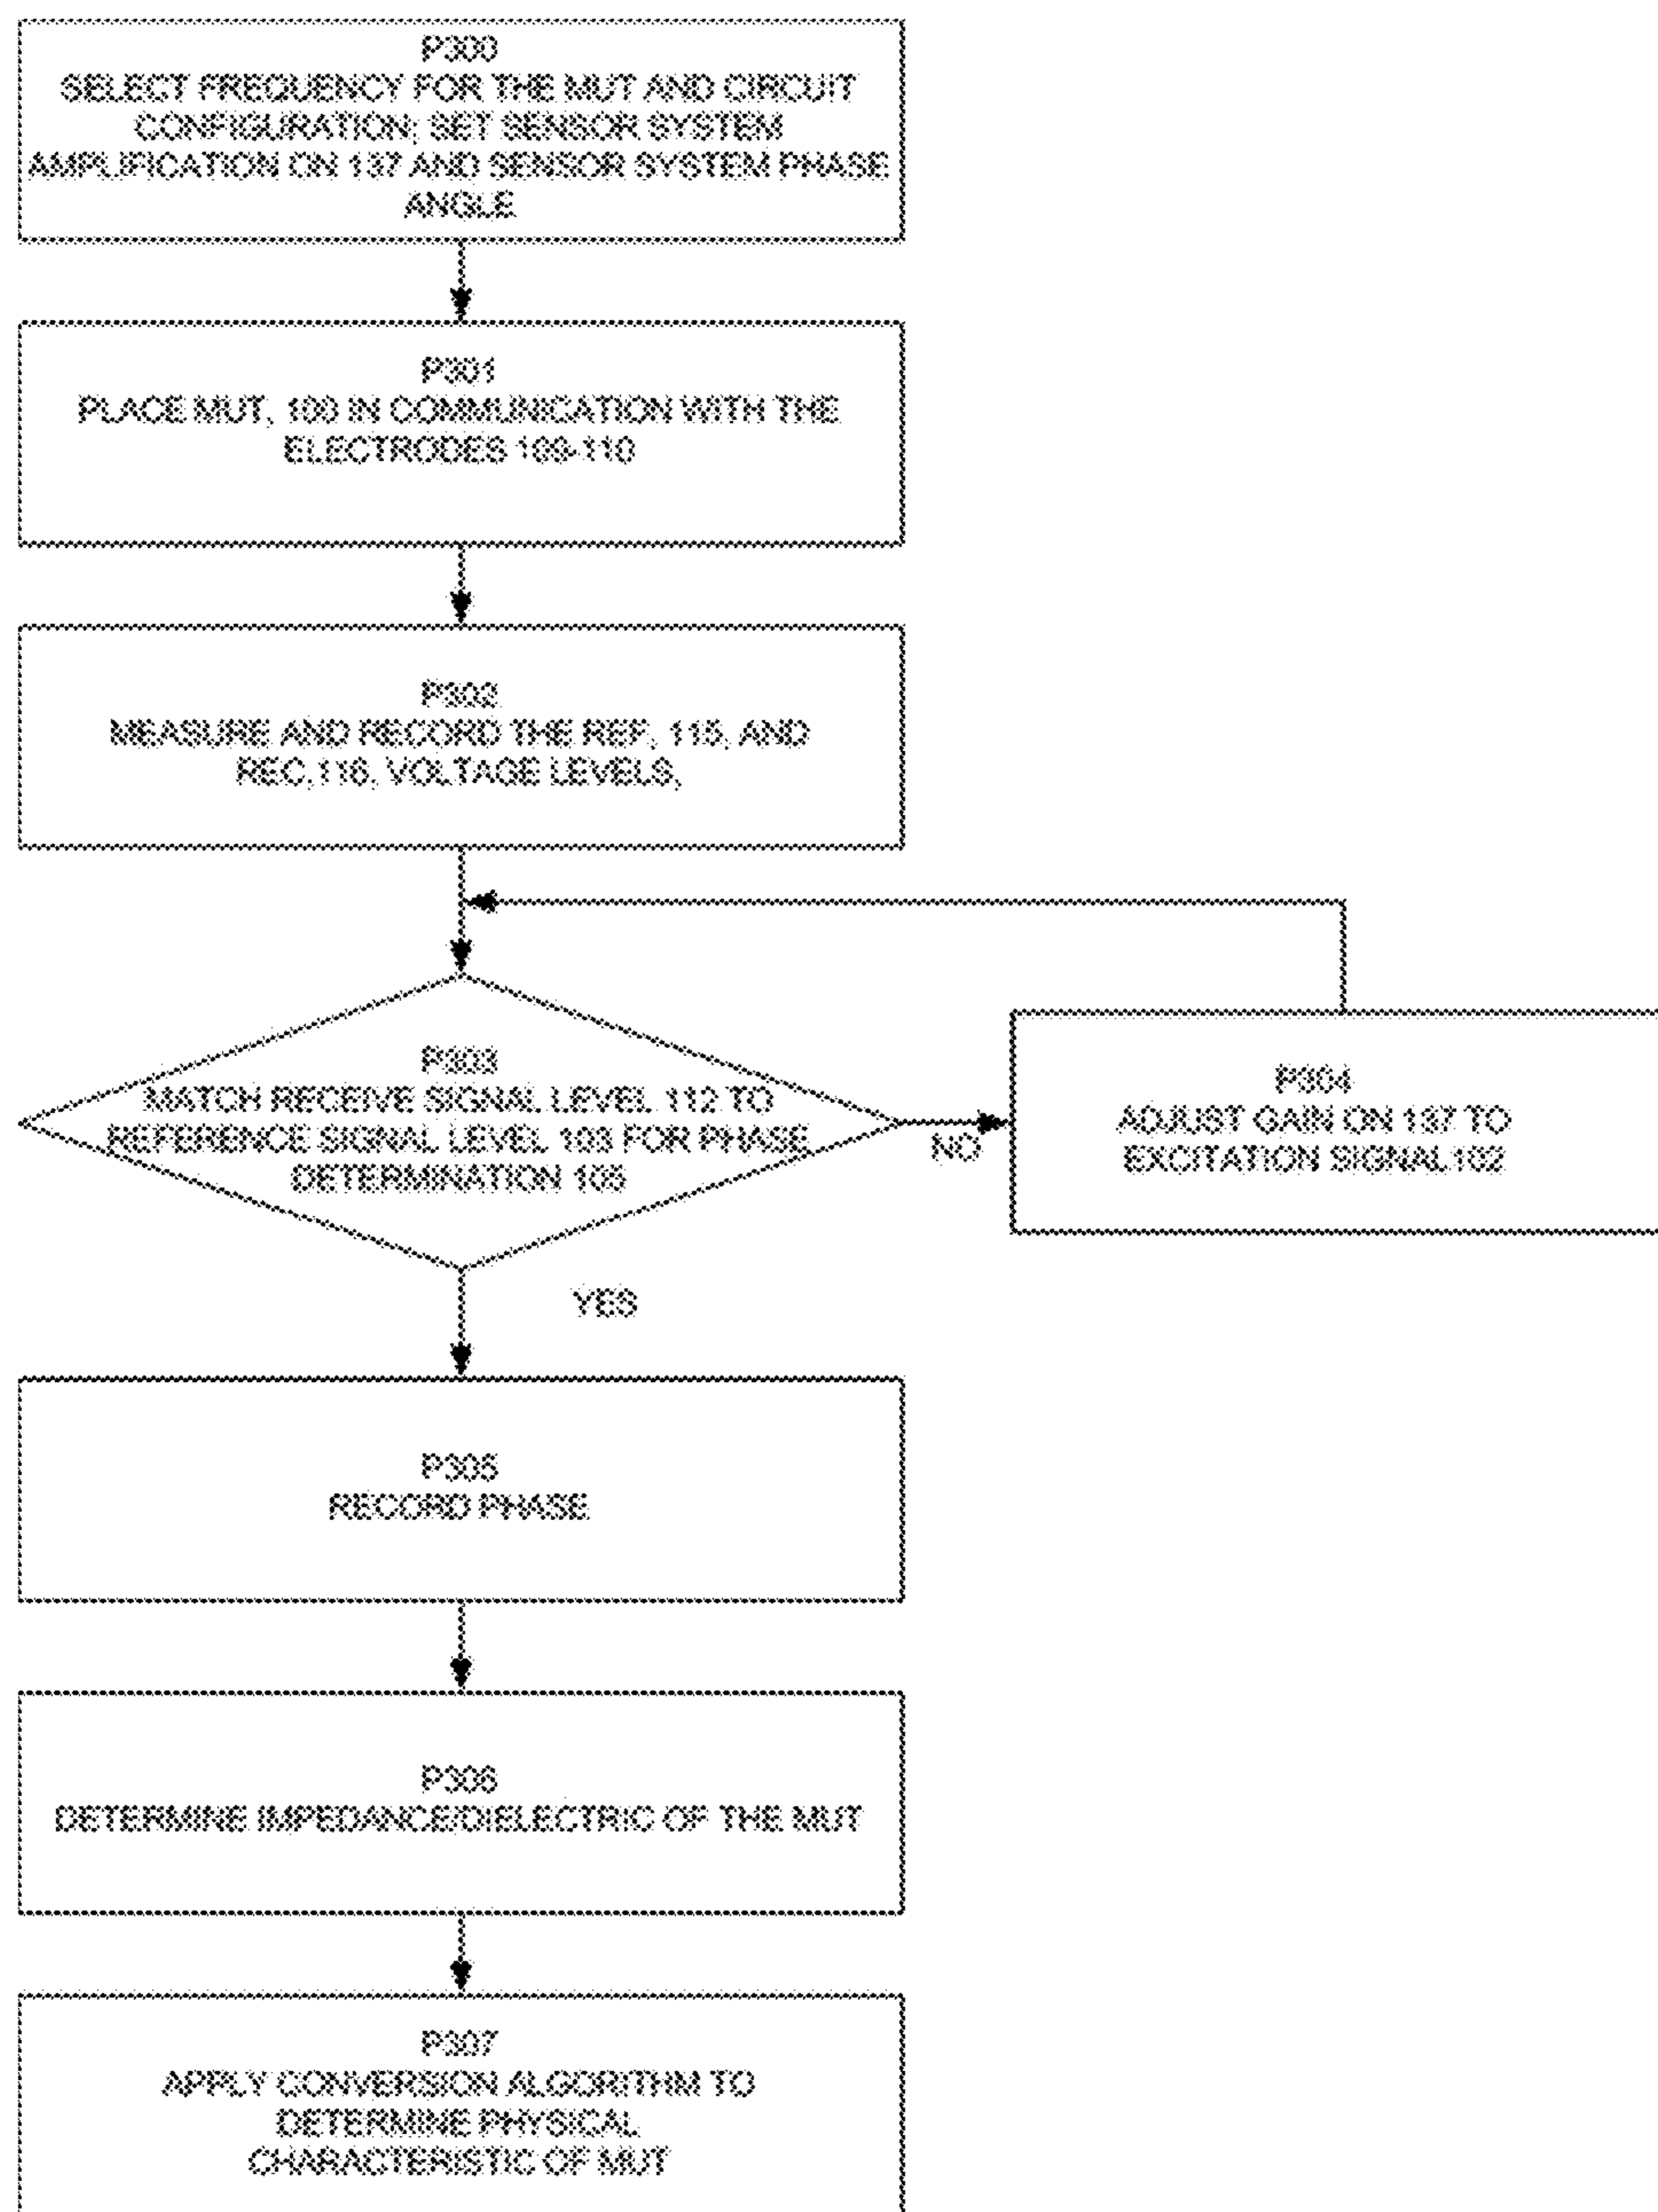 P300
SELECT FREQUENCY FOR THE MUT AND CIRCUIT
CONFIGURATION; SET SENSOR SYSTEM
AMPLIFICATION ON 137 AND SENSOR SYSTEM PHASE
ANGLE
P301
PLACE MUT, 100 IN COMMUNICATION WITH THE
ELECTRODES 109-110
P302
MEASURE AND RECORD THE REF, 115, AND
REC,116, VOLTAGE LEVELS,
P303
MATCH RECEIVE SIGNAL LEVEL 112 TO
REFERENCE SIGNAL LEVEL 103 FOR PHASE
DETERMINATION 105
NO
P304
ADJUST GAIN ON 137 TO
EXCITATION SIGNAL102
YES
P305
RECORD PHASE
P306
DETERMINE IMPEDANCE/DIELECTRIC OF THE MUT
P307
APPLY CONVERSION ALGORITHM TO
DETERMINE PHYSICAL
CHARACTERISTIC OF MUT